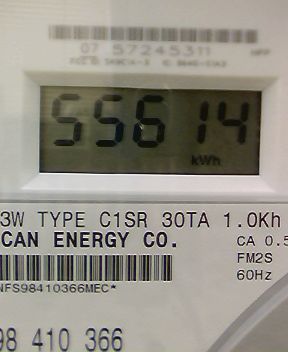 07 57245311
55614
kWh
3W TYPE C1SR 30TA 1.0Kh
CAN ENERGY CO.
CA 0.5
FM2S
60Hz
NFS98410366MEC*
98 410 366